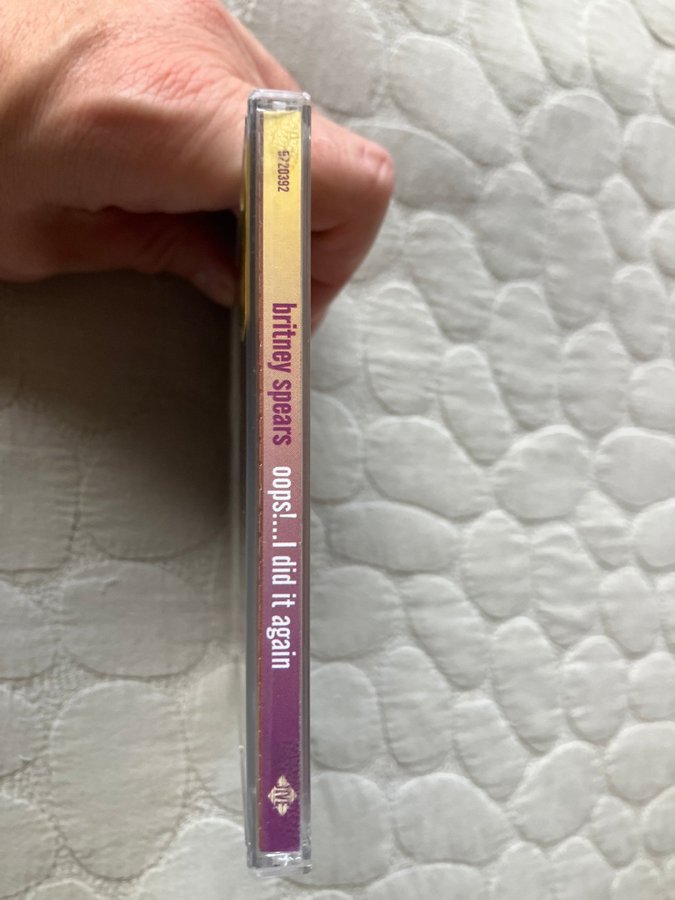 9220392
britney spears oops!...I did it again